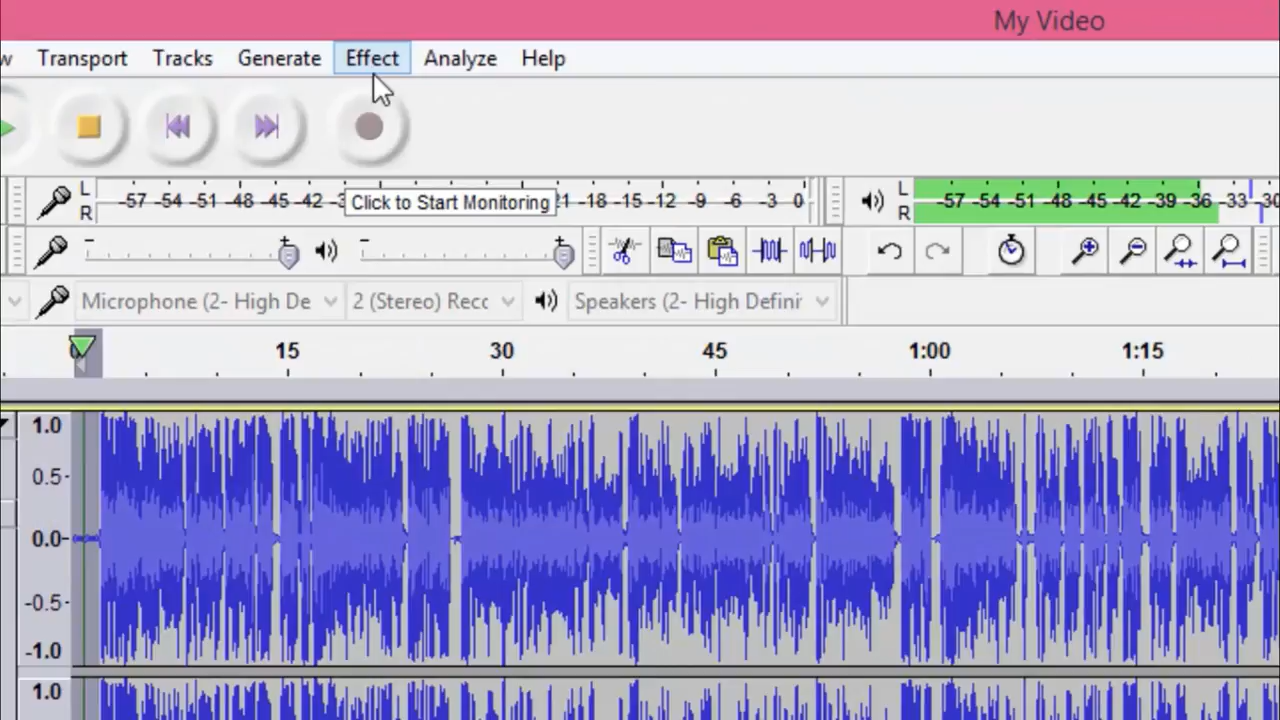 My Video
w Transport Tracks Generate Effect Analyze Help
L -57 -54 -51 -48 -45 -42 -3 Click to Start Monitoring 21 -18 -15 -12 -9 -6 -3 0 L -57 -54 -51 -48 -45 -42 -39 -36 -33 -30
R R
Microphone (2- High De 2 (Stereo) Recc Speakers (2- High Defini
0 15 30 45 1:00 1:15
1.0
0.5
0.0
-0.5
-1.0
1.0